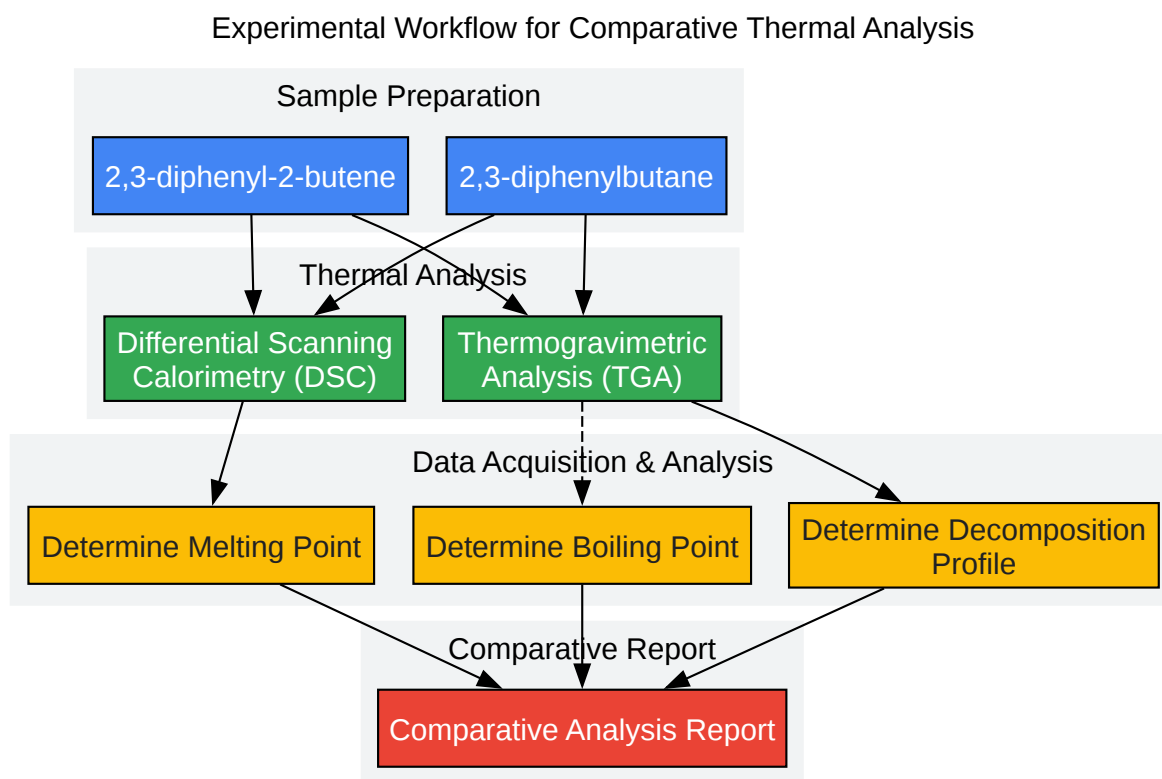 Experimental Workflow for Comparative Thermal Analysis
Sample Preparation
2,3-diphenyl-2-butene
2,3-diphenylbutane
Thermal Analysis
Differential Scanning
Calorimetry (DSC)
Thermogravimetric
Analysis (TGA)
Data Acquisition & Analysis
Determine Melting Point
Determine Boiling Point
Determine Decomposition
Profile
Comparative Report
Comparative Analysis Report